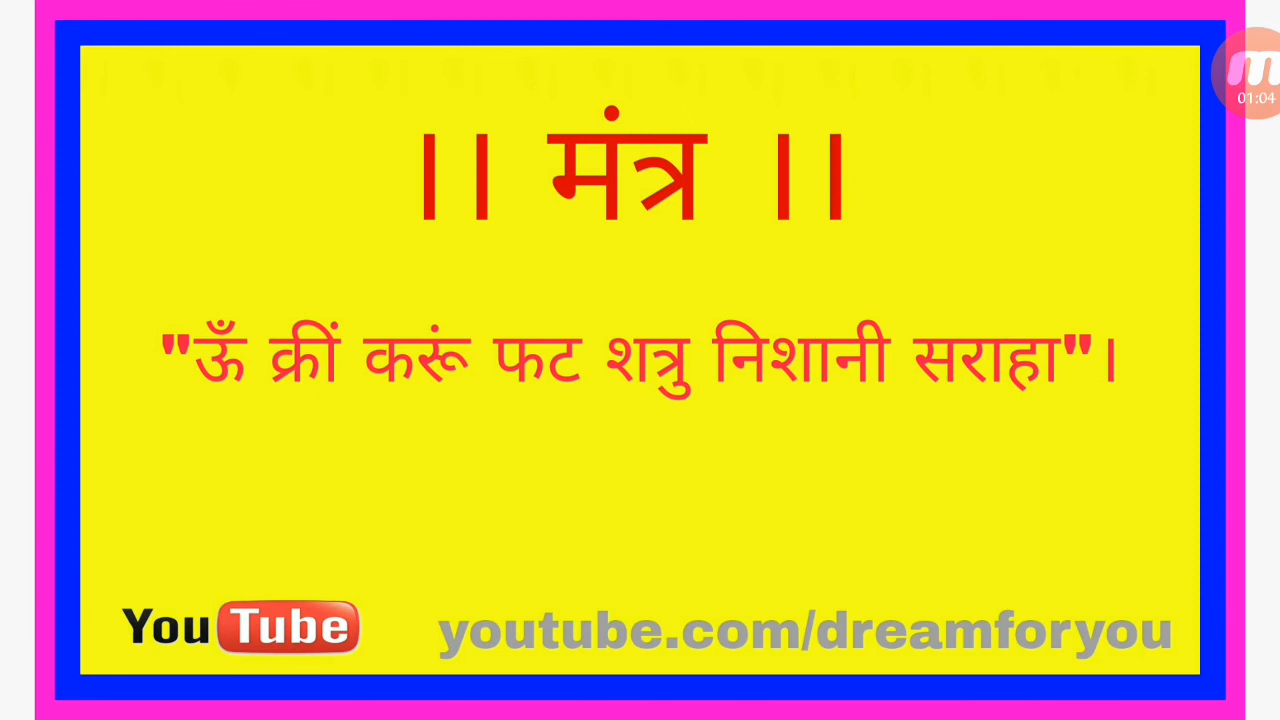 ।। मंत्र ।।
"ऊँ क्रीं करूं फट शत्रु निशानी सराहा"।
YouTube
youtube.com/dreamforyou
01:04